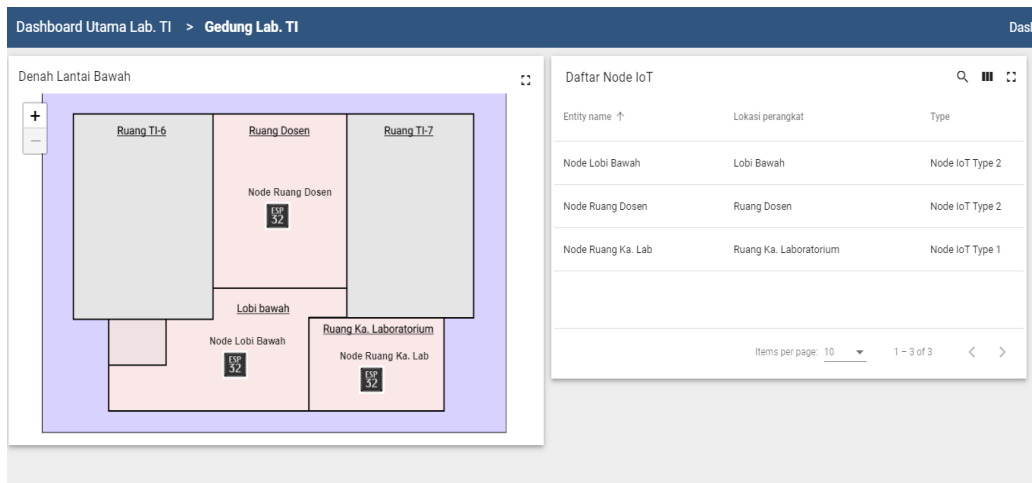 Dashboard Utama Lab. TI > Gedung Lab. TI
Denah Lantai Bawah
+
−
Ruang TI-6
Ruang Dosen
Ruang TI-7
Node Ruang Dosen
ESP
32
Lobi bawah
Ruang Ka. Laboratorium
Node Lobi Bawah
ESP
32
Node Ruang Ka. Lab
ESP
32
Daftar Node IoT
Entity name ↑ Lokasi perangkat Type
Node Lobi Bawah Lobi Bawah Node IoT Type 2
Node Ruang Dosen Ruang Dosen Node IoT Type 2
Node Ruang Ka. Lab Ruang Ka. Laboratorium Node IoT Type 1
Items per page: 10 1 – 3 of 3